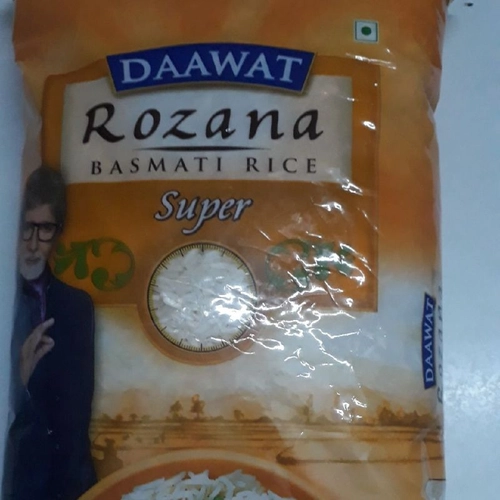 DAAWAT
Rozana
BASMATI RICE
Super
DAAWAT